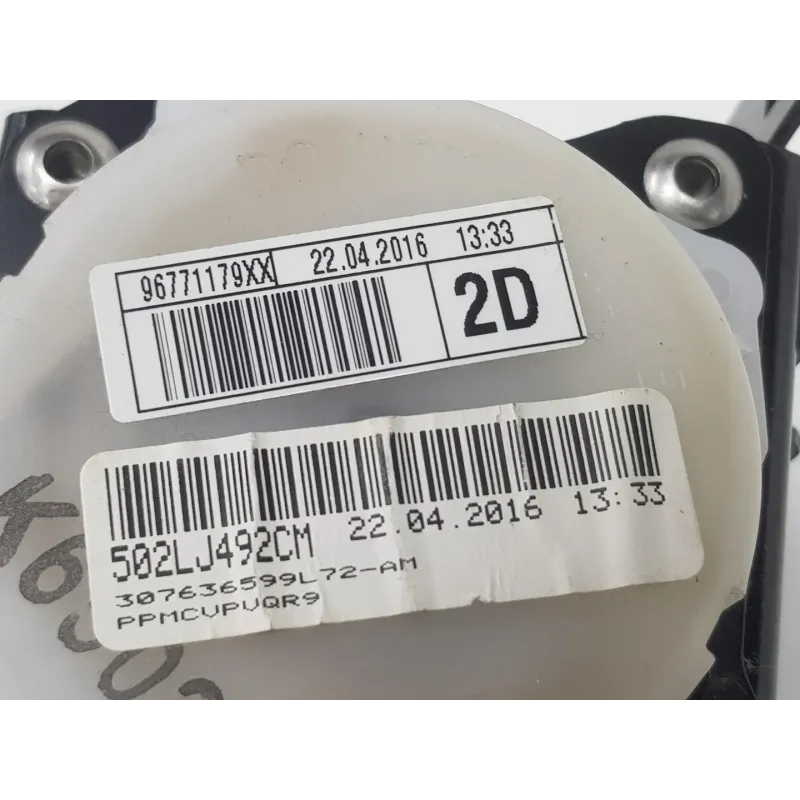 96771179XX 22.04.2016 13:33
2D
502LJ492CM 22.04.2016 13:33
307636599L72-AM
PPMCVPVQR9